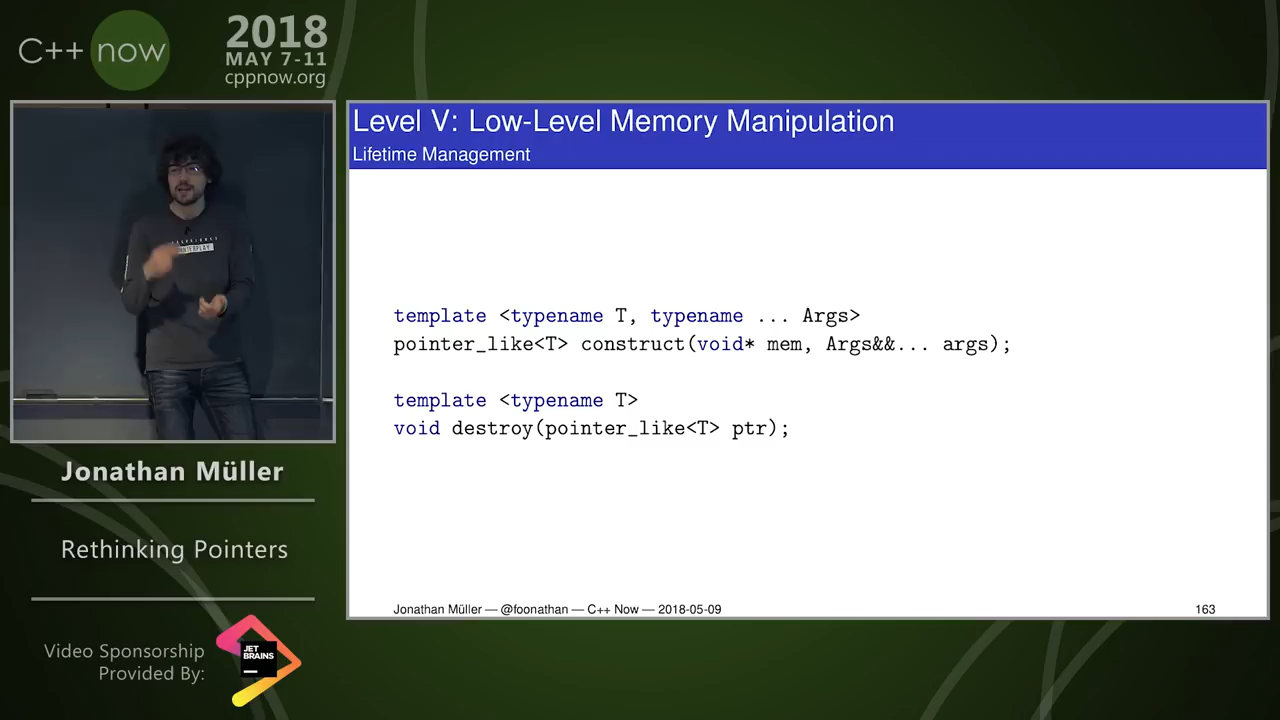 C++ now
2018
MAY 7-11
cppnow.org
Level V: Low-Level Memory Manipulation
Lifetime Management
template <typename T, typename ... Args>
pointer_like<T> construct(void* mem, Args&&... args);
template <typename T>
void destroy(pointer_like<T> ptr);
Jonathan Müller — @foonathan — C++ Now — 2018-05-09
163
Jonathan Müller
Rethinking Pointers
Video Sponsorship
Provided By:
JET
BRAINS